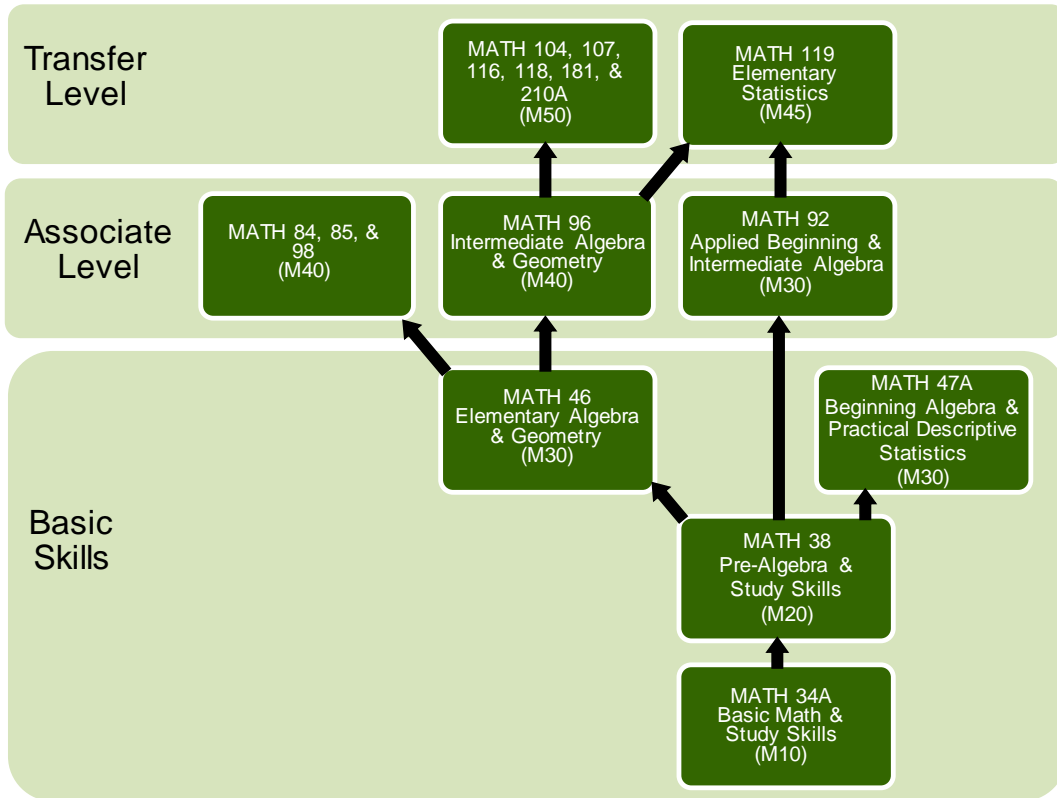 Transfer
Level
MATH 104, 107,
116, 118, 181, &
210A
(M50)
MATH 119
Elementary
Statistics
(M45)
Associate
Level
MATH 84, 85, &
98
(M40)
MATH 96
Intermediate Algebra
& Geometry
(M40)
MATH 92
Applied Beginning &
Intermediate Algebra
(M30)
Basic
Skills
MATH 46
Elementary Algebra
& Geometry
(M30)
MATH 47A
Beginning Algebra &
Practical Descriptive
Statistics
(M30)
MATH 38
Pre-Algebra &
Study Skills
(M20)
MATH 34A
Basic Math &
Study Skills
(M10)